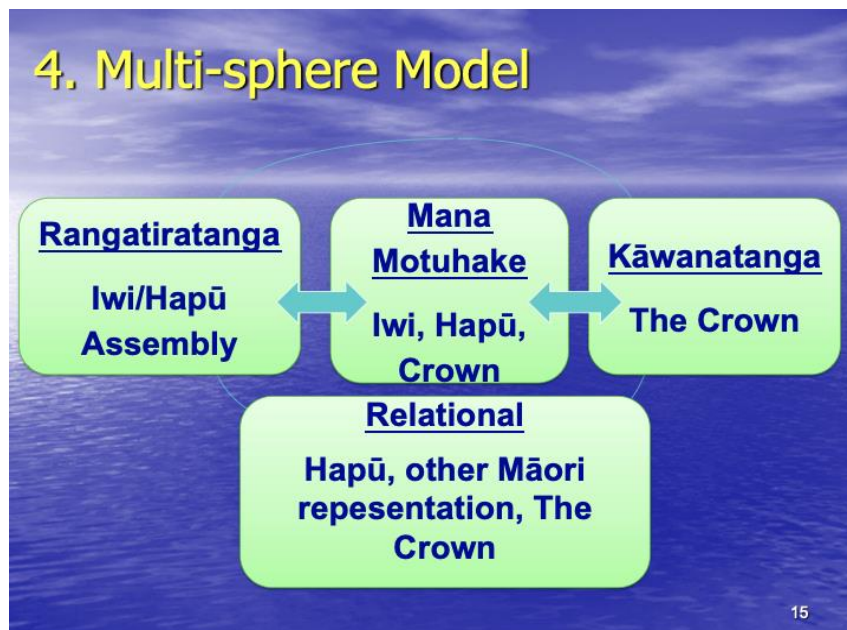 4. Multi-sphere Model
Rangatiratanga
Iwi/Hapū
Assembly
Mana
Motuhake
Iwi, Hapū,
Crown
Kāwanatanga
The Crown
Relational
Hapū, other Māori
repesentation, The
Crown
15